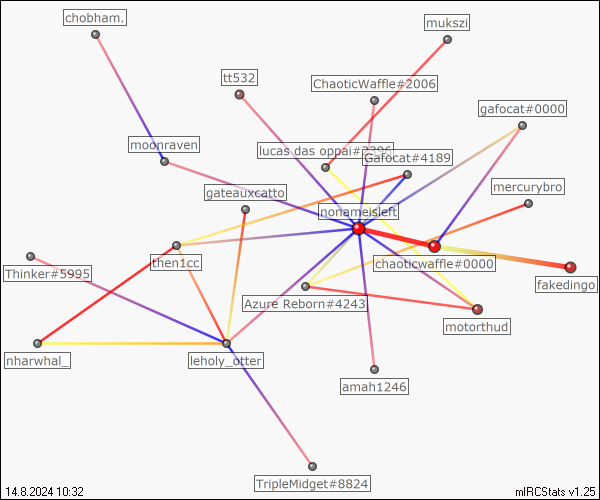 chobham.
mukszi
tt532
ChaoticWaffle#2006
gafocat#0000
moonraven
lucas das oppai#2396
Gafocat#4189
gateauxcatto
mercurybro
nonameisleft
then1cc
chaoticwaffle#0000
Thinker#5995
fakedingo
Azure Reborn#4243
motorthud
nharwhal_
leholy_otter
amah1246
TripleMidget#8824
14.8.2024 10:32
mIRCStats v1.25